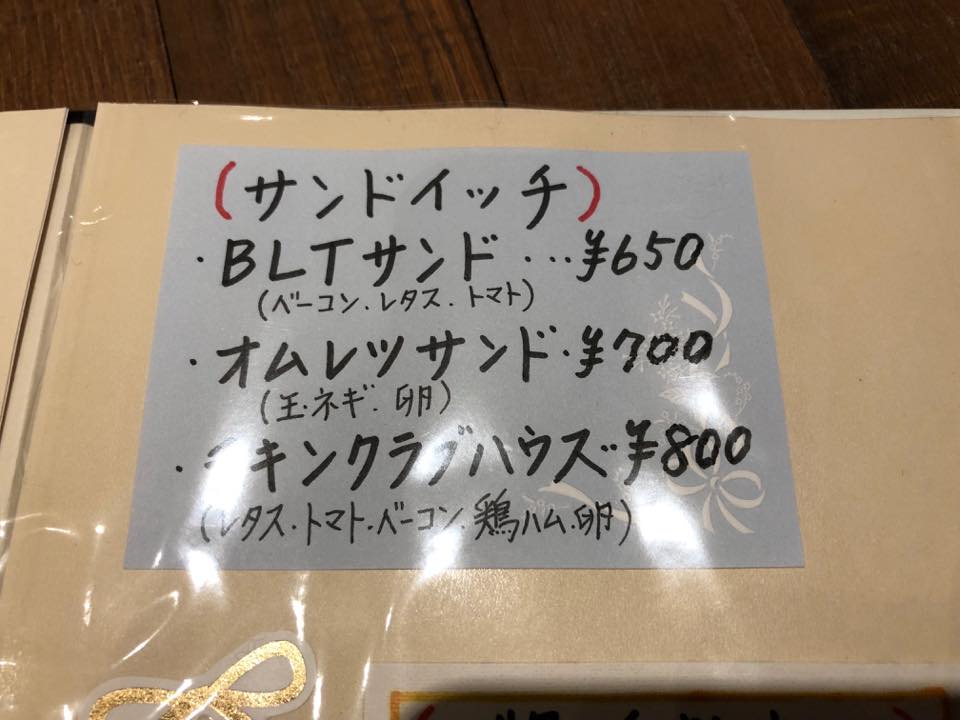 (サンドイッチ)
・BLTサンド・・・¥650
(ベーコン.レタス.トマト)
・オムレツサンド・¥700
(玉ネギ.卵)
・チキンクラブハウス・・¥800
(レタス.トマト.ベーコン.鶏ハム.卵)